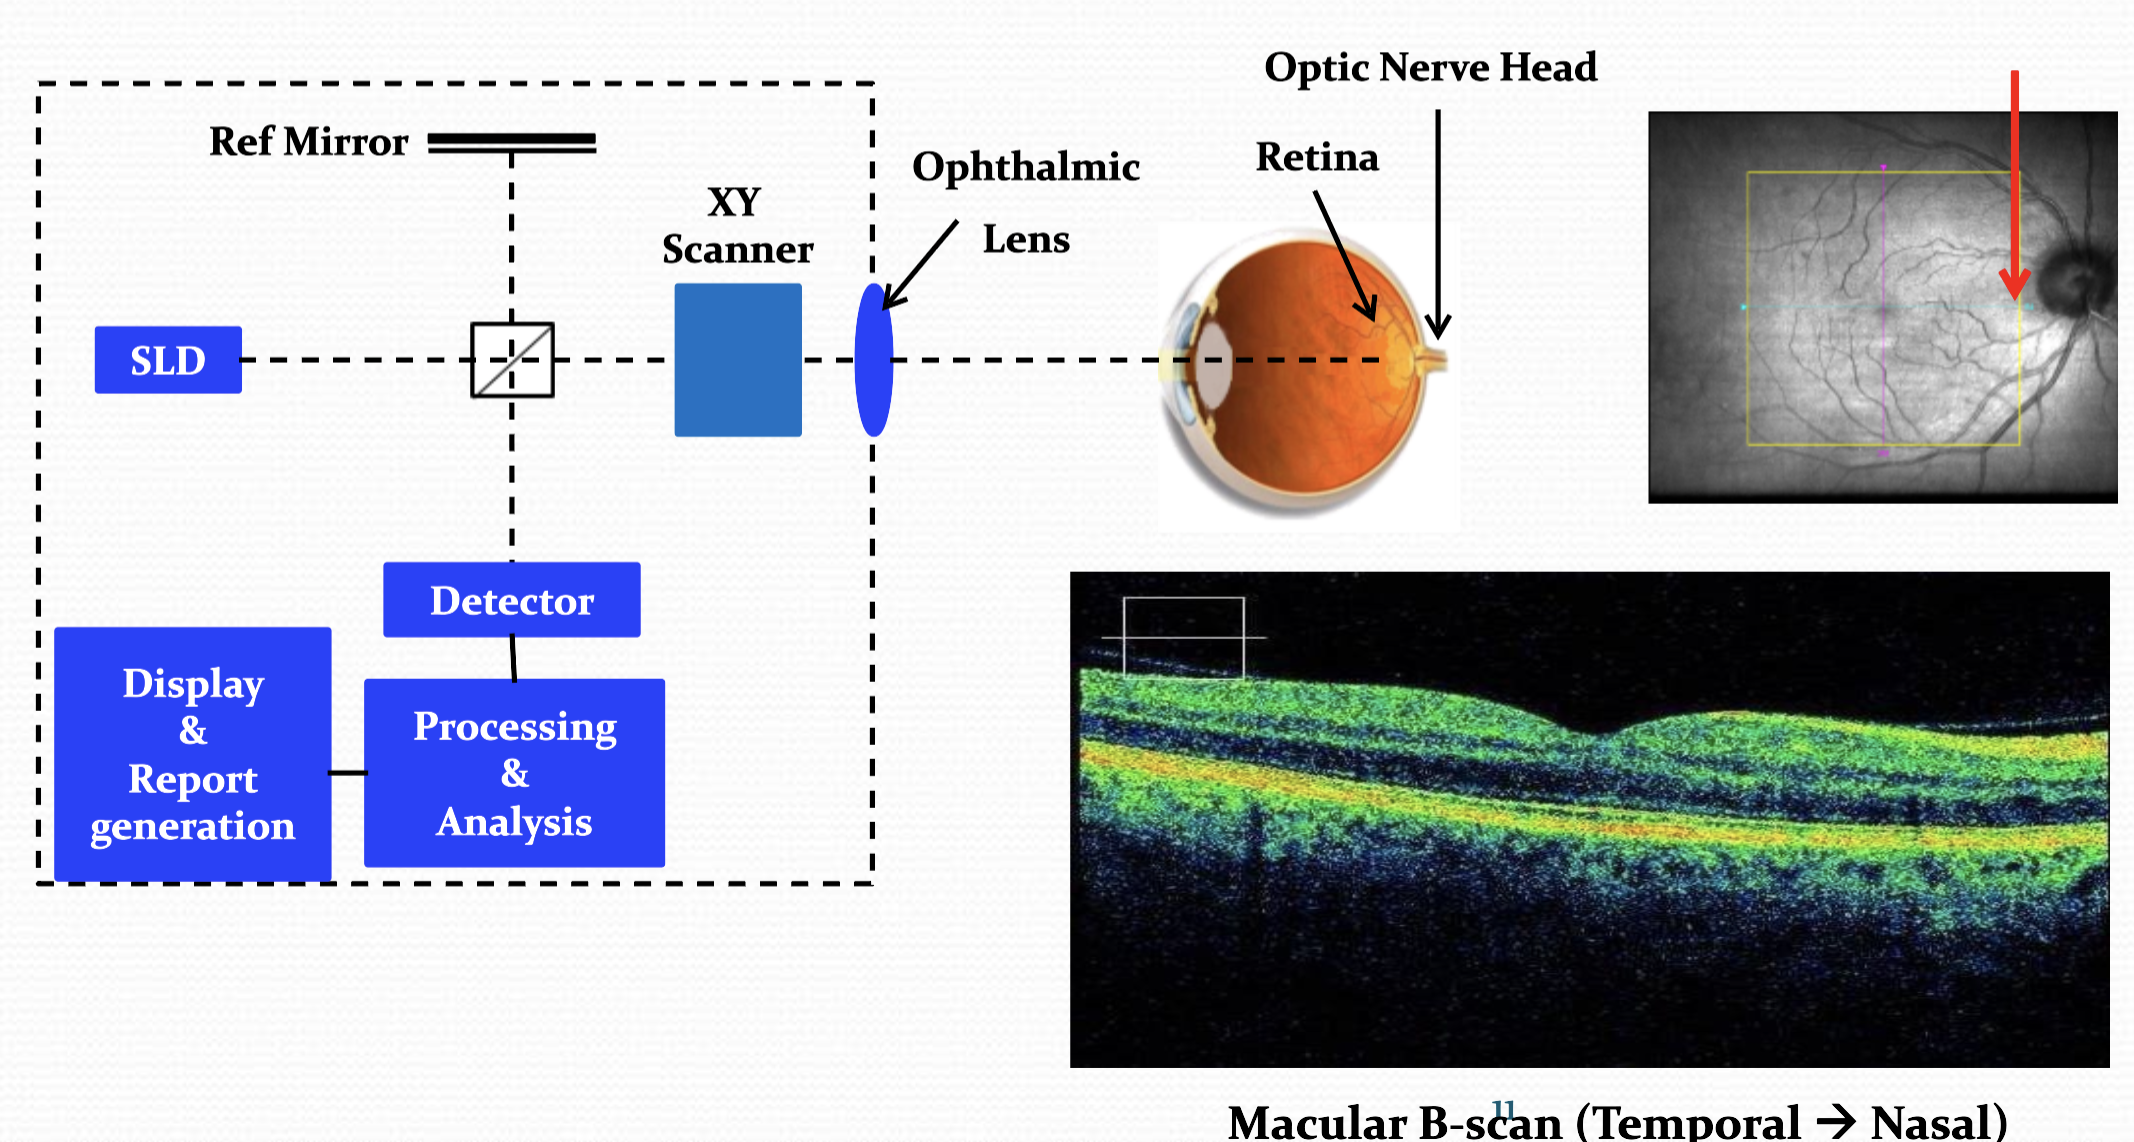 Optic Nerve Head
Ref Mirror
Ophthalmic
Lens
Retina
XY
Scanner
SLD
Detector
Display
&
Report
generation
Processing
&
Analysis
11
Macular B-scan (Temporal → Nasal)